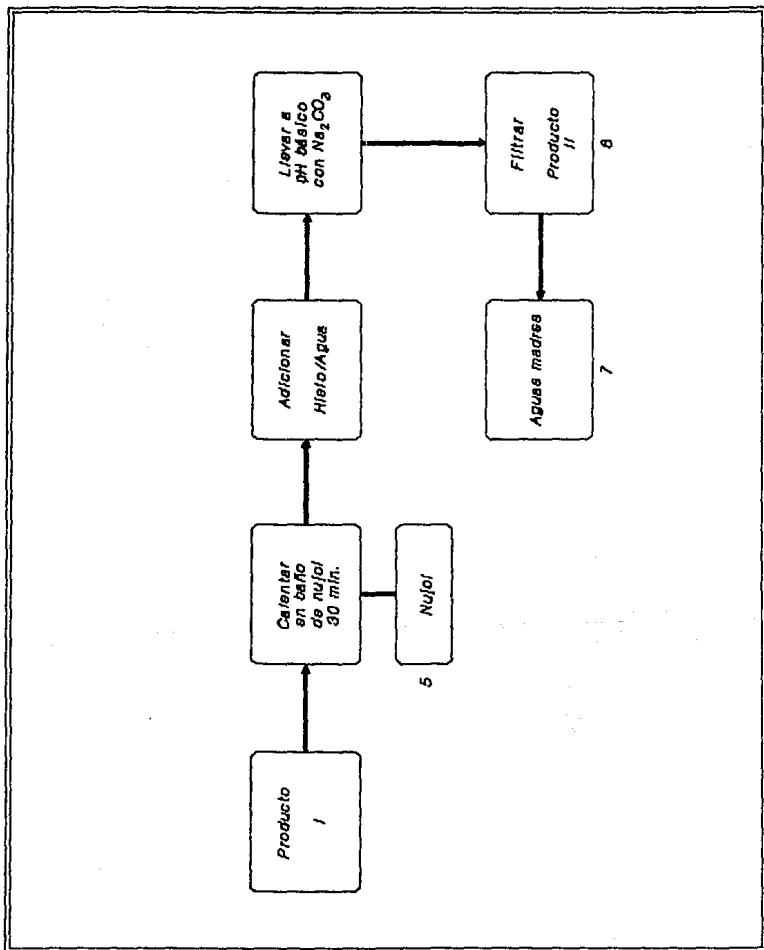 Producto
I
Calentar
en baño
de nujol
30 min.
Nujol
5
Adicionar
Hielo/Agua
Llevar a
pH básico
con Na₂CO₃
Filtrar
Producto
II
6
Aguas madres
7